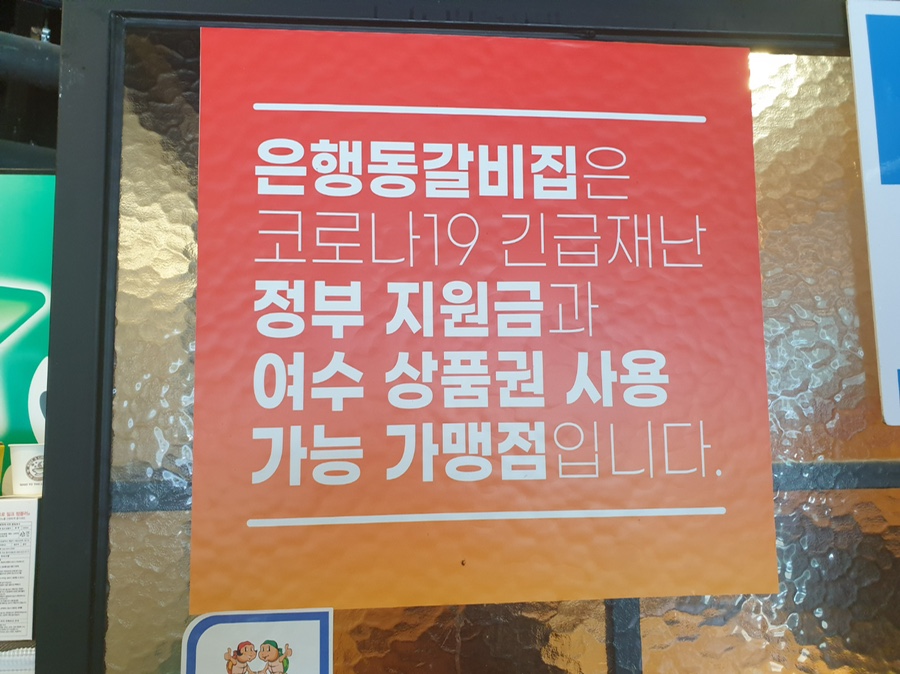 은행동갈비집은
코로나19 긴급재난
정부 지원금과
여수 상품권 사용
가능 가맹점입니다.